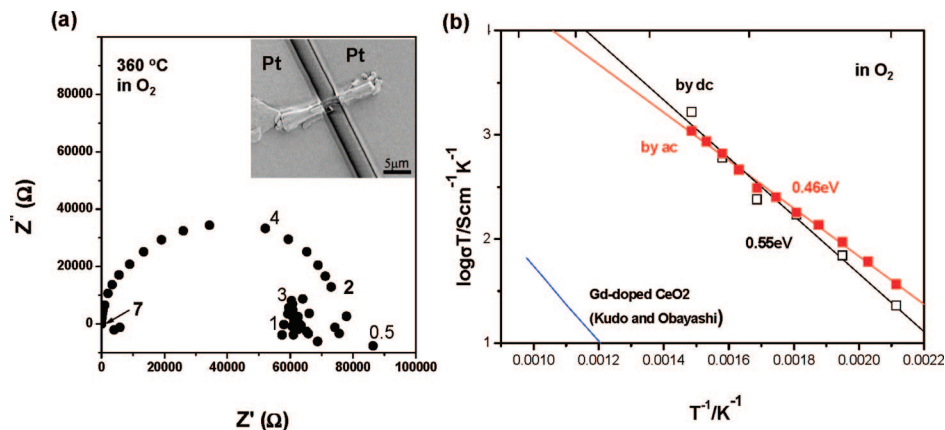 (a)
360 °C
in O2
Pt
Pt
5μm
100000
80000
60000
40000
20000
0
Z'' (Ω)
4
2
3
1
0.5
7
0
20000
40000
60000
80000
100000
Z' (Ω)
(b)
in O2
by dc
by ac
0.46eV
0.55eV
Gd-doped CeO2
(Kudo and Obayashi)
4
3
2
1
logσT/Scm-1K-1
0.0010
0.0012
0.0014
0.0016
0.0018
0.0020
0.0022
T-1/K-1